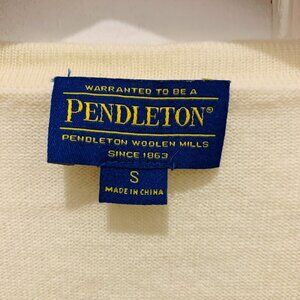 WARRANTED TO BE A
PENDLETON®
PENDLETON WOOLEN MILLS
SINCE 1863
S
MADE IN CHINA